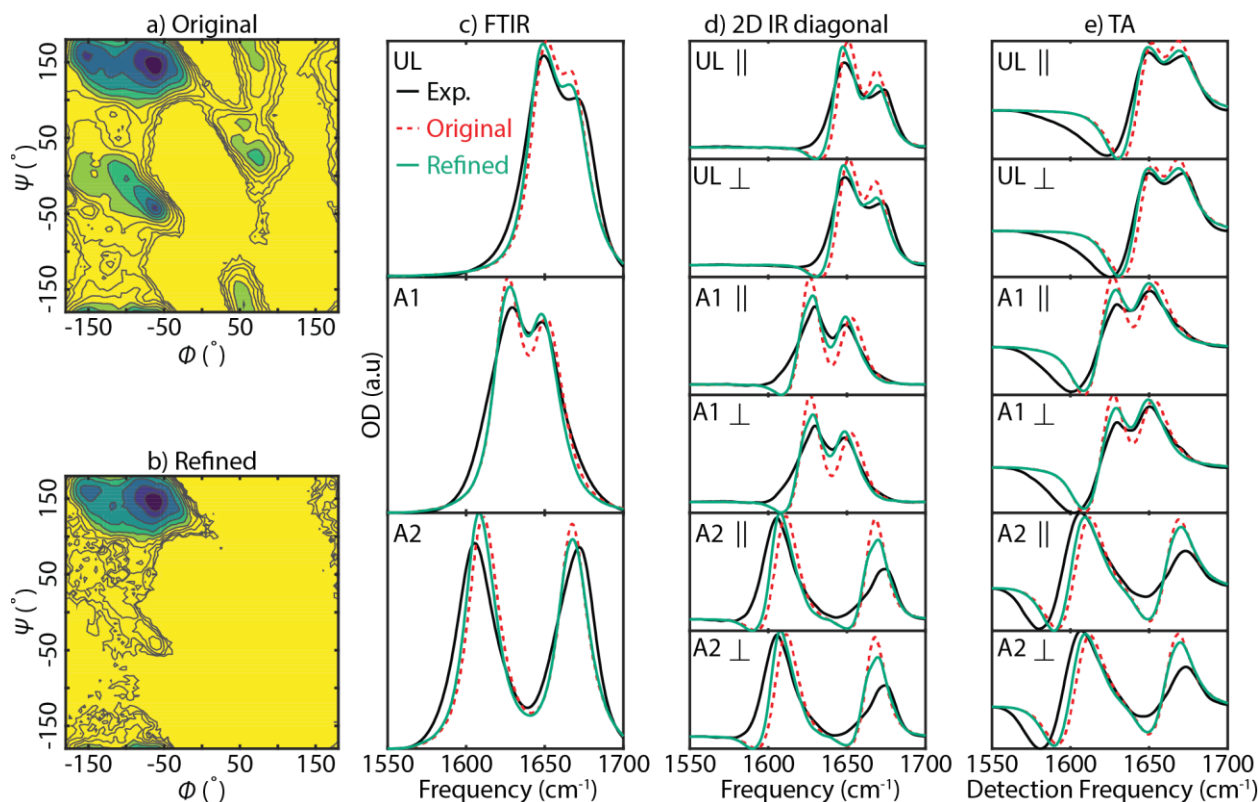 a) Original
150
50
-50
-150
Ψ (°)
-150
-50
50
150
Φ (°)
b) Refined
150
50
-50
-150
Ψ (°)
-150
-50
50
150
Φ (°)
c) FTIR
UL
Exp.
Original
Refined
A1
A2
OD (a.u)
1550
1600
1650
1700
Frequency (cm⁻¹)
d) 2D IR diagonal
UL ||
UL ⊥
A1 ||
A1 ⊥
A2 ||
A2 ⊥
1550
1600
1650
1700
Frequency (cm⁻¹)
e) TA
UL ||
UL ⊥
A1 ||
A1 ⊥
A2 ||
A2 ⊥
1550
1600
1650
1700
Detection Frequency (cm⁻¹)